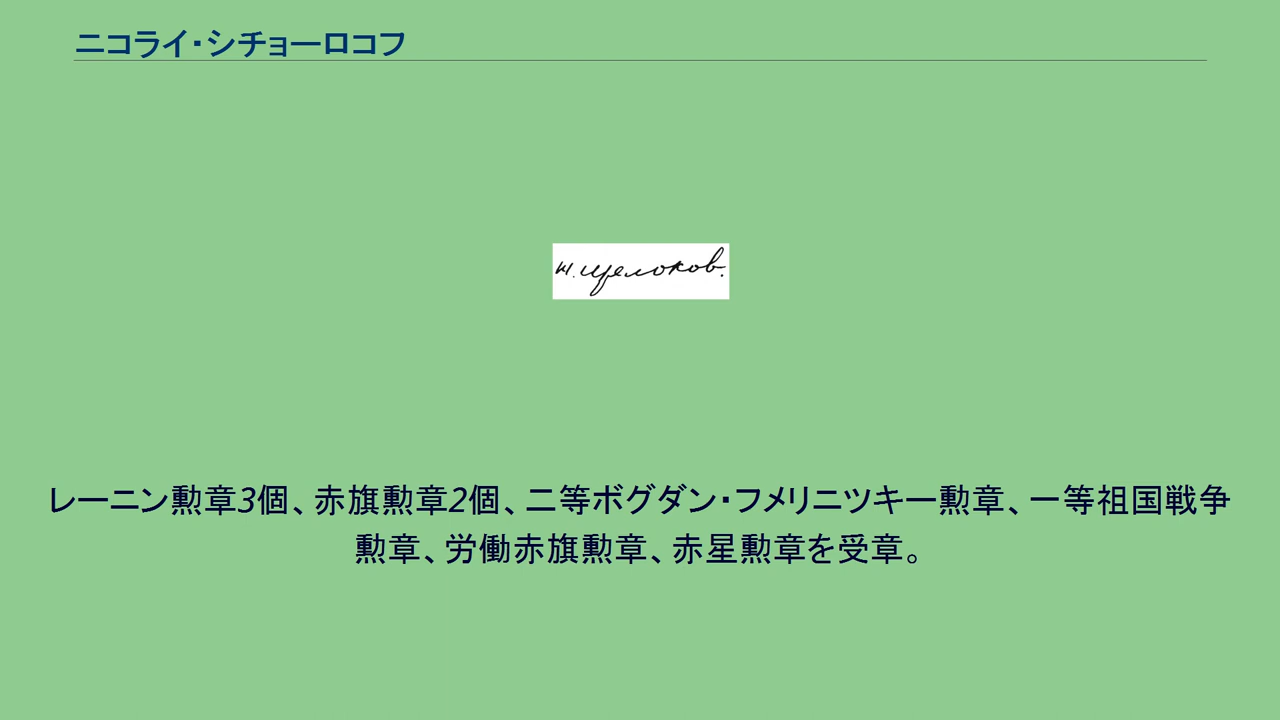 ニコライ・シチョーロコフ
н. Щелоков.
レーニン勲章3個、赤旗勲章2個、二等ボグダン・フメリニツキー勲章、一等祖国戦争
勲章、労働赤旗勲章、赤星勲章を受章。